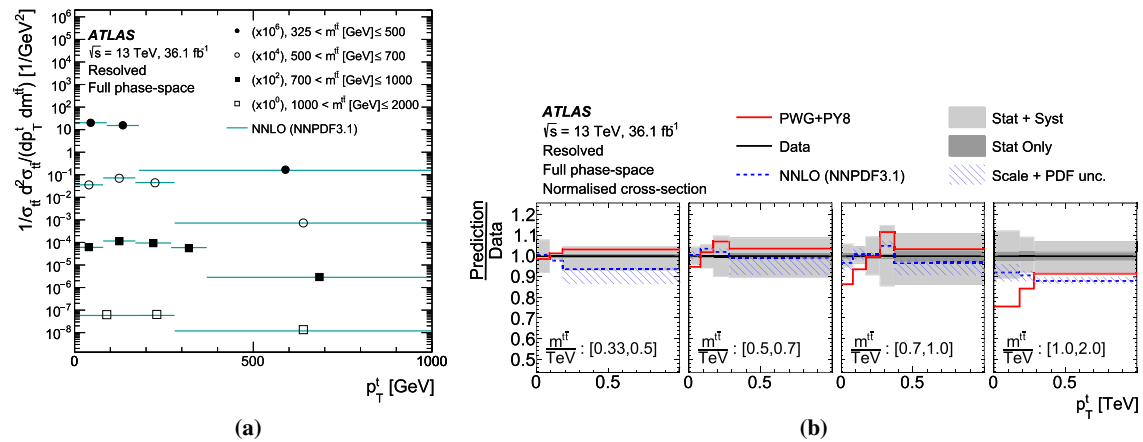 (a)
1/σ_tt̄ d²σ_tt̄/(dp_T^t dm^tt̄) [1/GeV²]
10⁶
10⁵
10⁴
10³
10²
10
1
10⁻¹
10⁻²
10⁻³
10⁻⁴
10⁻⁵
10⁻⁶
10⁻⁷
10⁻⁸
ATLAS
√s = 13 TeV, 36.1 fb¹
Resolved
Full phase-space
(x10⁶), 325 < m^tt̄ [GeV] ≤ 500
(x10⁴), 500 < m^tt̄ [GeV] ≤ 700
(x10²), 700 < m^tt̄ [GeV] ≤ 1000
(x10⁰), 1000 < m^tt̄ [GeV] ≤ 2000
NNLO (NNPDF3.1)
0 500 1000
p_T^t [GeV]
ATLAS
√s = 13 TeV, 36.1 fb¹
Resolved
Full phase-space
Normalised cross-section
PWG+PY8
Data
NNLO (NNPDF3.1)
Stat + Syst
Stat Only
Scale + PDF unc.
Prediction
Data
1.2
1.1
1.0
0.9
0.8
0.7
0.6
0.5
m^tt̄/TeV : [0.33,0.5]
m^tt̄/TeV : [0.5,0.7]
m^tt̄/TeV : [0.7,1.0]
m^tt̄/TeV : [1.0,2.0]
0 0.5 0 0.5 0 0.5 0 0.5 1
p_T^t [TeV]
(b)